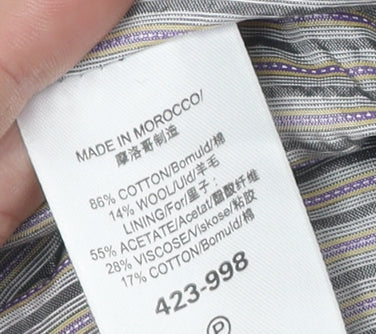 MADE IN MOROCCO/
摩洛哥制造
86% COTTON/Bomuld/棉
14% WOOL/Uld/羊毛
LINING/For/里子:
55% ACETATE/Acetat/醋酸纤维
28% VISCOSE/Viskose/粘胶
17% COTTON/Bomuld/棉
423-998
P